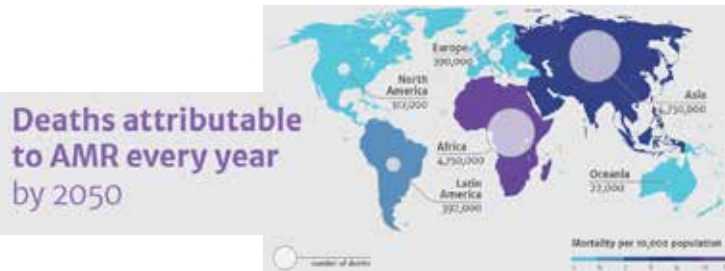 Deaths attributable
to AMR every year
by 2050
Europe
390,000
North
America
317,000
Asia
4,730,000
Africa
4,150,000
Latin
America
392,000
Oceania
22,000
Mortality per 10,000 population
number of deaths